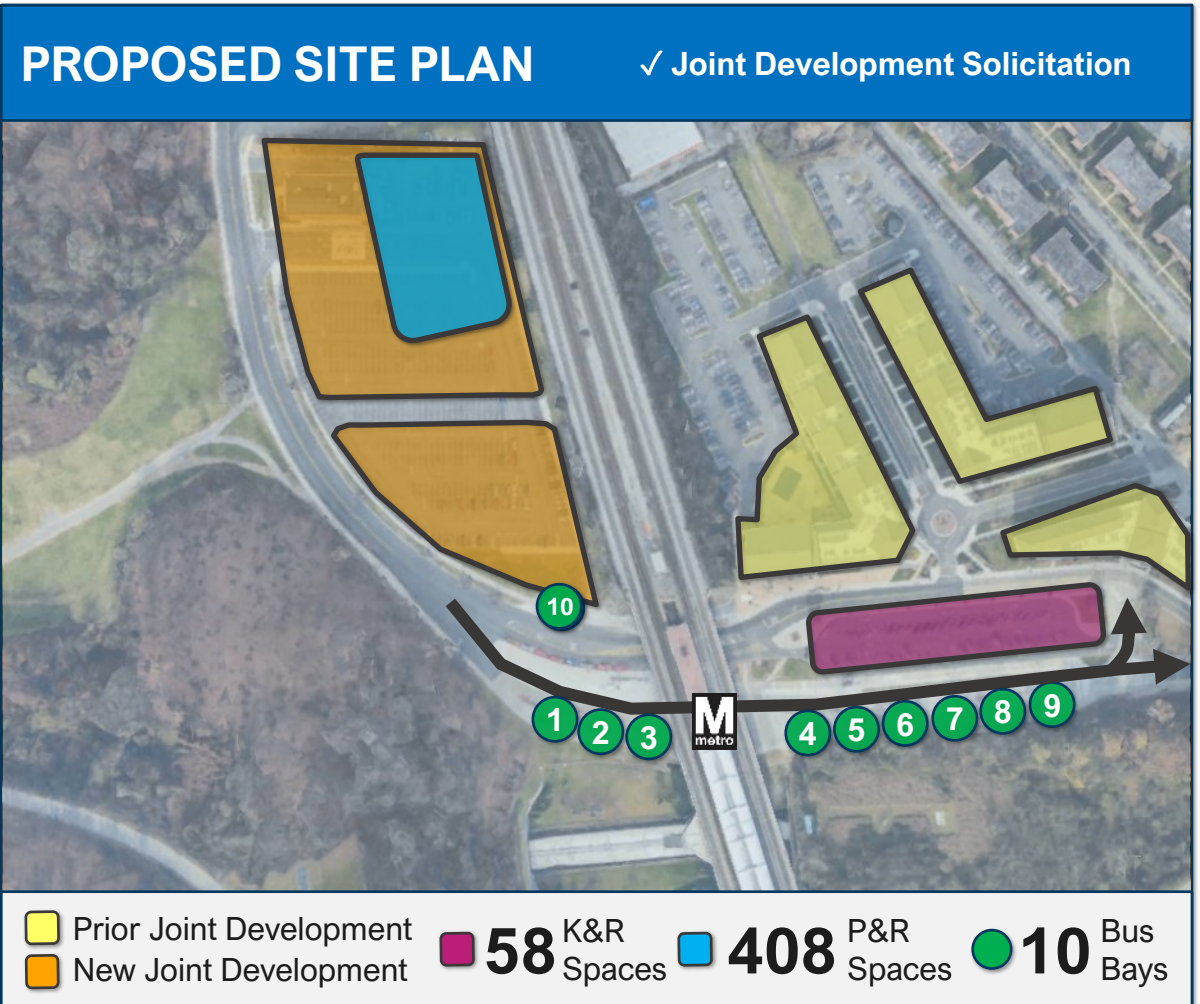 PROPOSED SITE PLAN
✓ Joint Development Solicitation
10
1
2
3
M
metro
4
5
6
7
8
9
Prior Joint Development
New Joint Development
58 K&R
Spaces
408 P&R
Spaces
10 Bus
Bays